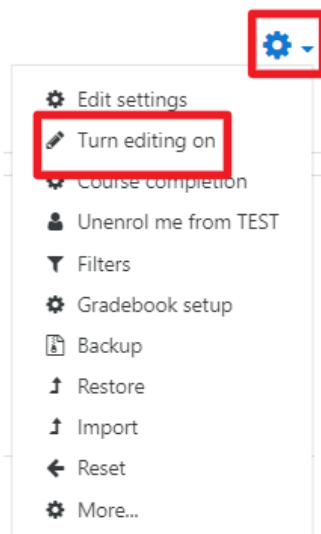 Edit settings
Turn editing on
Course completion
Unenrol me from TEST
Filters
Gradebook setup
Backup
Restore
Import
Reset
More...